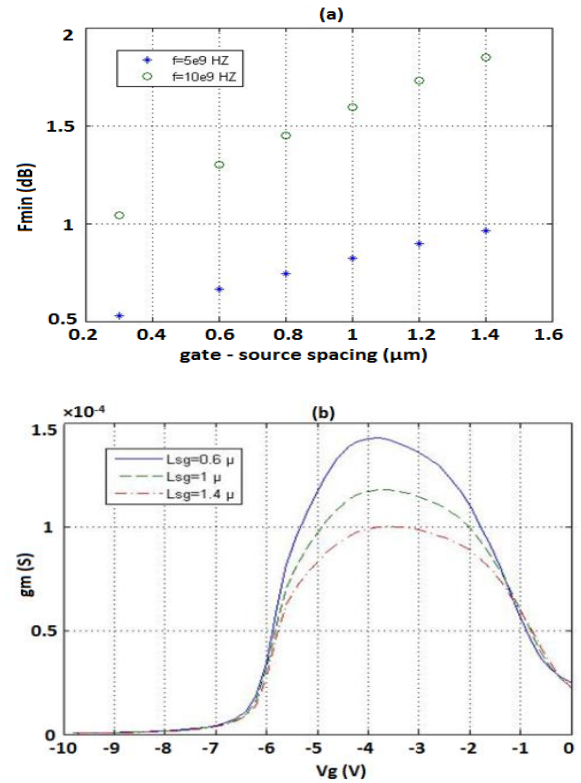 (a)
2
1.5
1
0.5
Fmin (dB)
f=5e9 HZ
f=10e9 HZ
0.2 0.4 0.6 0.8 1 1.2 1.4 1.6
gate - source spacing (µm)
(b)
×10-4
1.5
1
0.5
0
gm (S)
Lsg=0.6 µ
Lsg=1 µ
Lsg=1.4 µ
-10 -9 -8 -7 -6 -5 -4 -3 -2 -1 0
Vg (V)